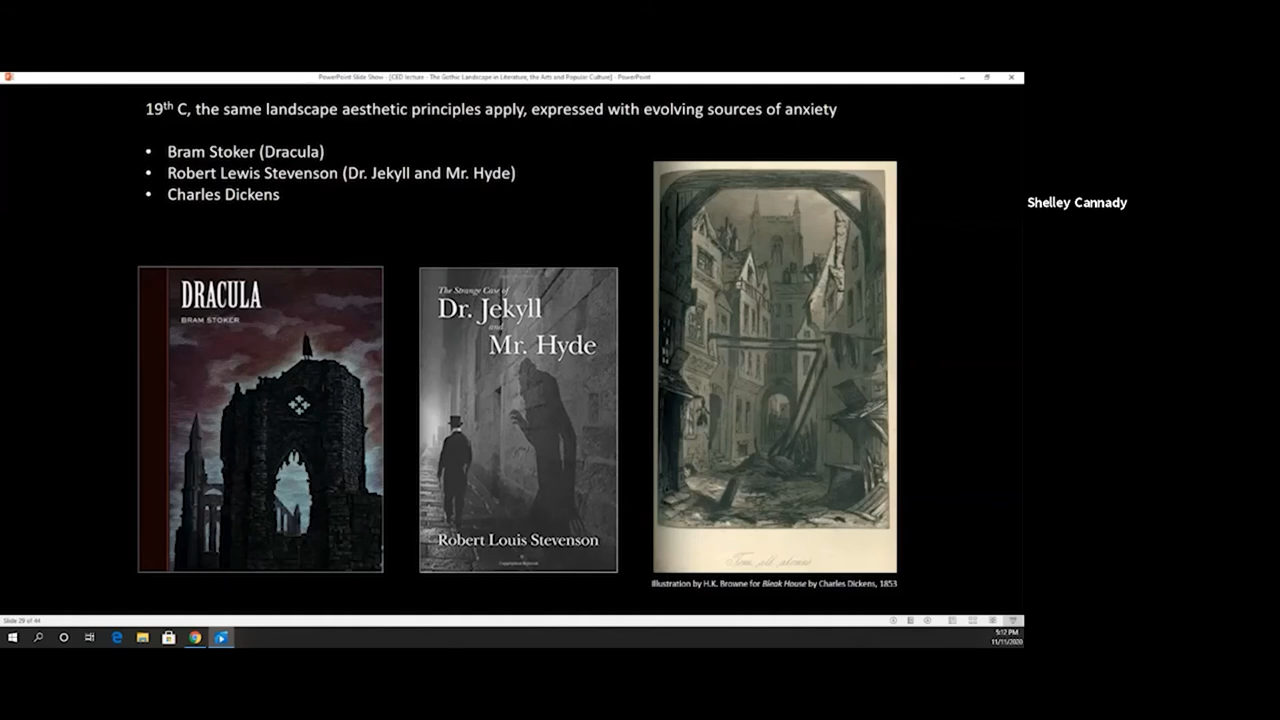 PowerPoint Slide Show - [CED lecture - The Gothic Landscape in Literature, the Arts and Popular Culture] - PowerPoint
19th C, the same landscape aesthetic principles apply, expressed with evolving sources of anxiety
• Bram Stoker (Dracula)
• Robert Lewis Stevenson (Dr. Jekyll and Mr. Hyde)
• Charles Dickens
Shelley Cannady
DRACULA
BRAM STOKER
The Strange Case of
Dr. Jekyll
and
Mr. Hyde
Robert Louis Stevenson
Illustration by H.K. Browne for Bleak House by Charles Dickens, 1853
Slide 29 of 44
5:12 PM
11/11/2020